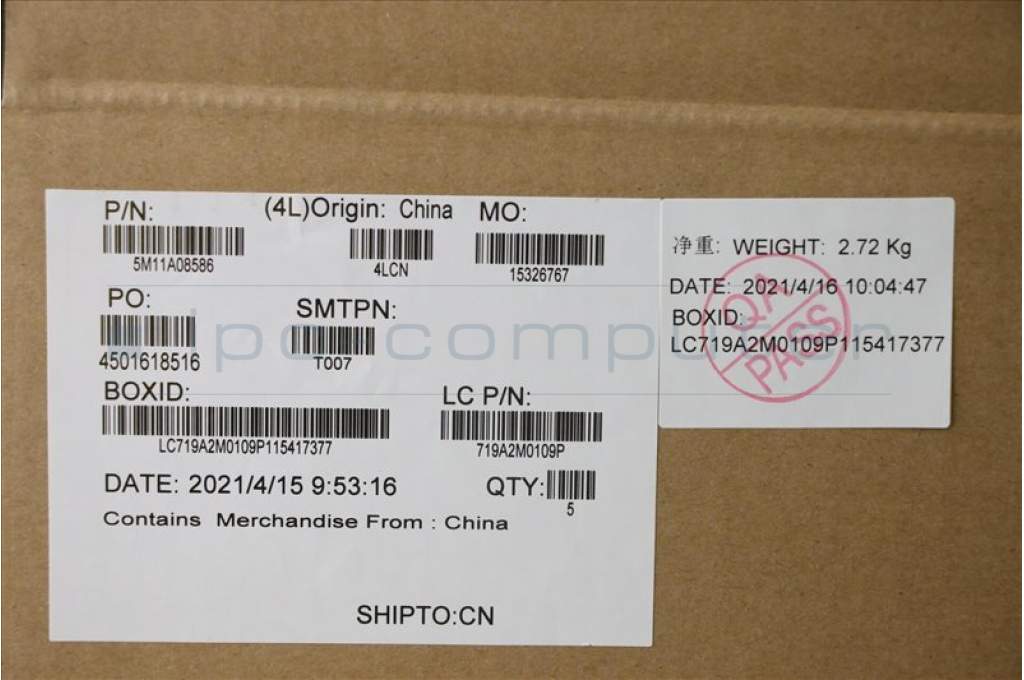 P/N: (4L)Origin: China MO:
5M11A08586 4LCN 15326767
PO: SMTPN:
4501618516 T007
BOXID: LC P/N:
LC719A2M0109P115417377 719A2M0109P
DATE: 2021/4/15 9:53:16 QTY:
5
Contains Merchandise From : China
SHIPTO:CN
净重: WEIGHT: 2.72 Kg
DATE: 2021/4/16 10:04:47
BOXID:
LC719A2M0109P115417377
QA
PASS